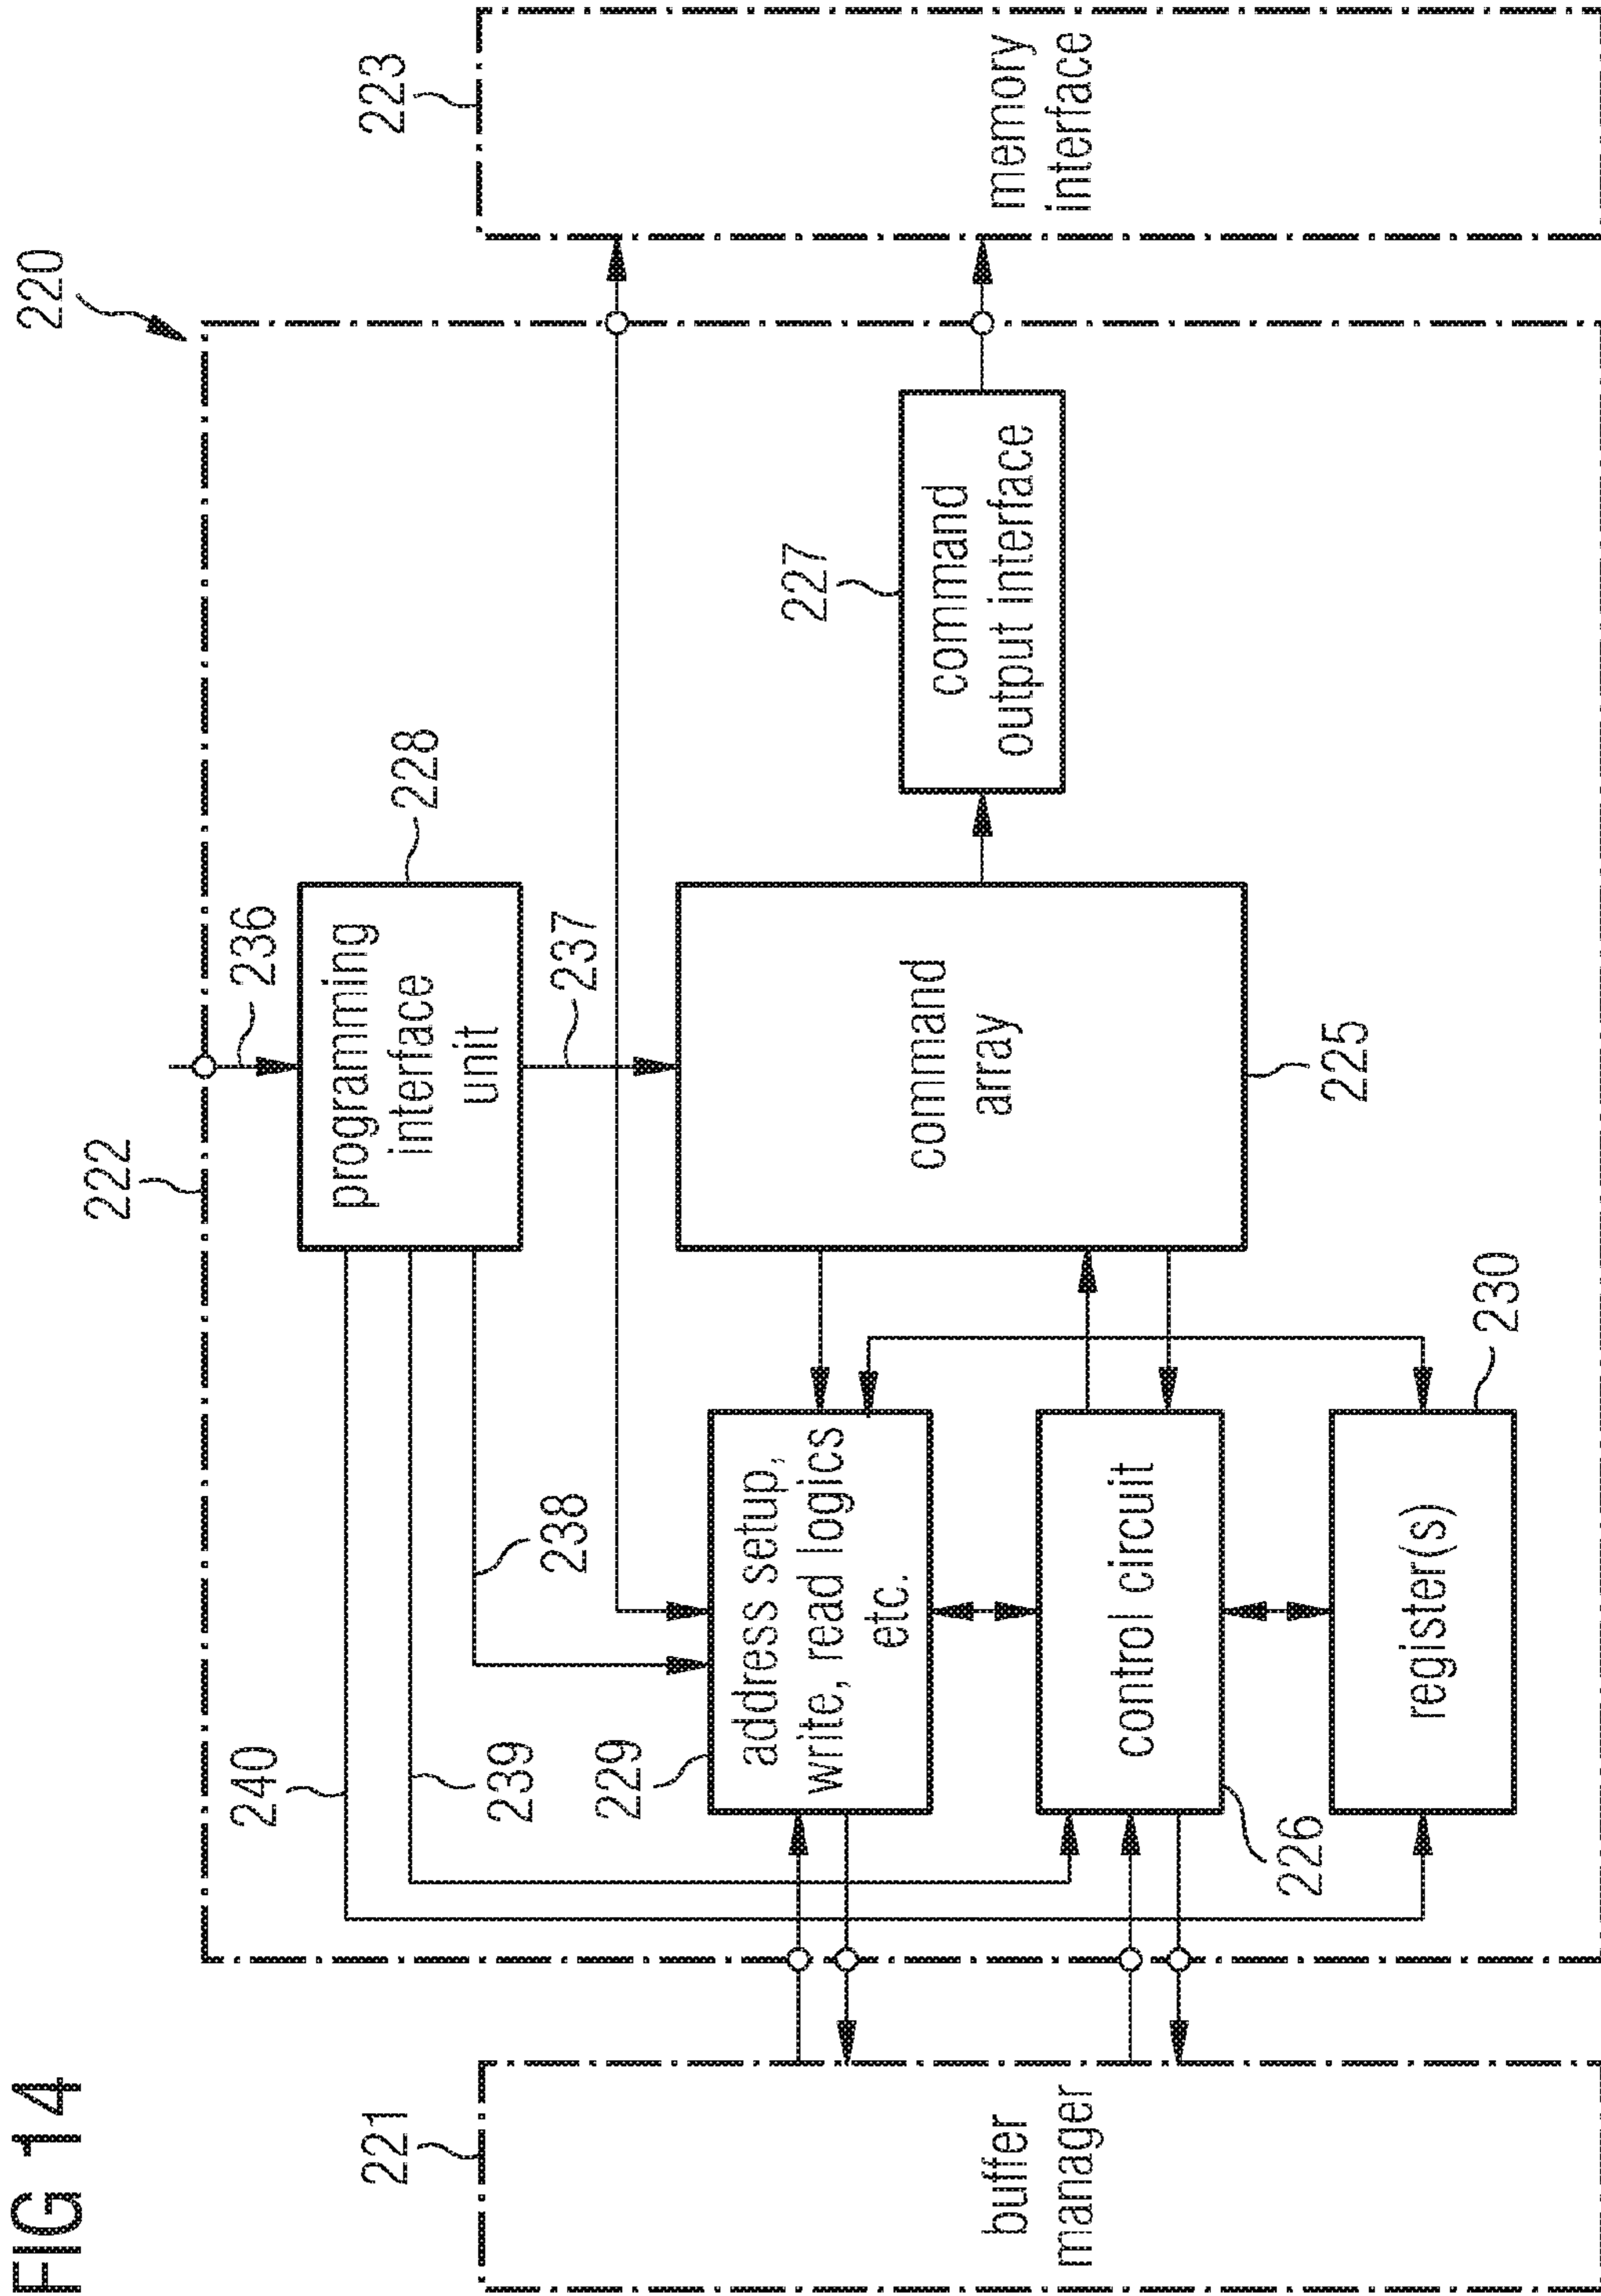 FIG 14
220
222
236
programming
interface
unit
228
240
239
238
237
221
buffer
manager
229
address setup,
write, read logics
etc.
command
array
225
227
command
output interface
223
memory
interface
control circuit
226
register(s)
230